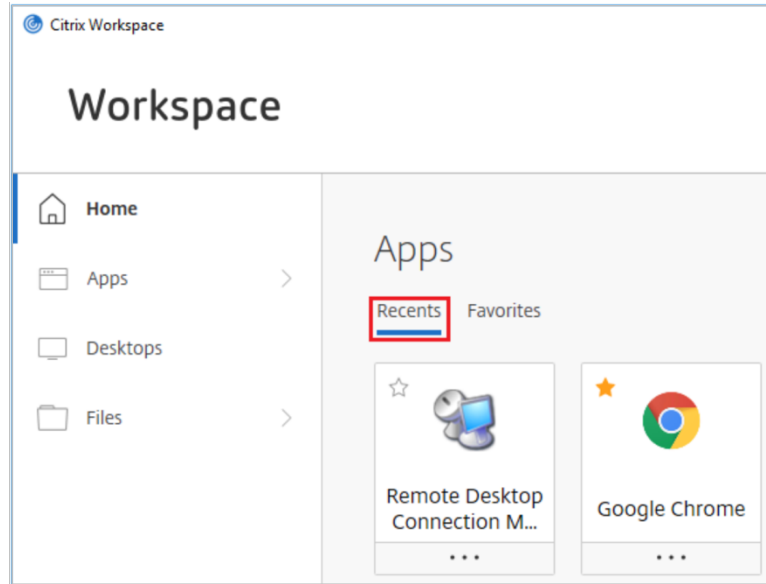 Citrix Workspace
Workspace
Home
Apps
Desktops
Files
Apps
Recents Favorites
Remote Desktop
Connection M...
Google Chrome
... ...